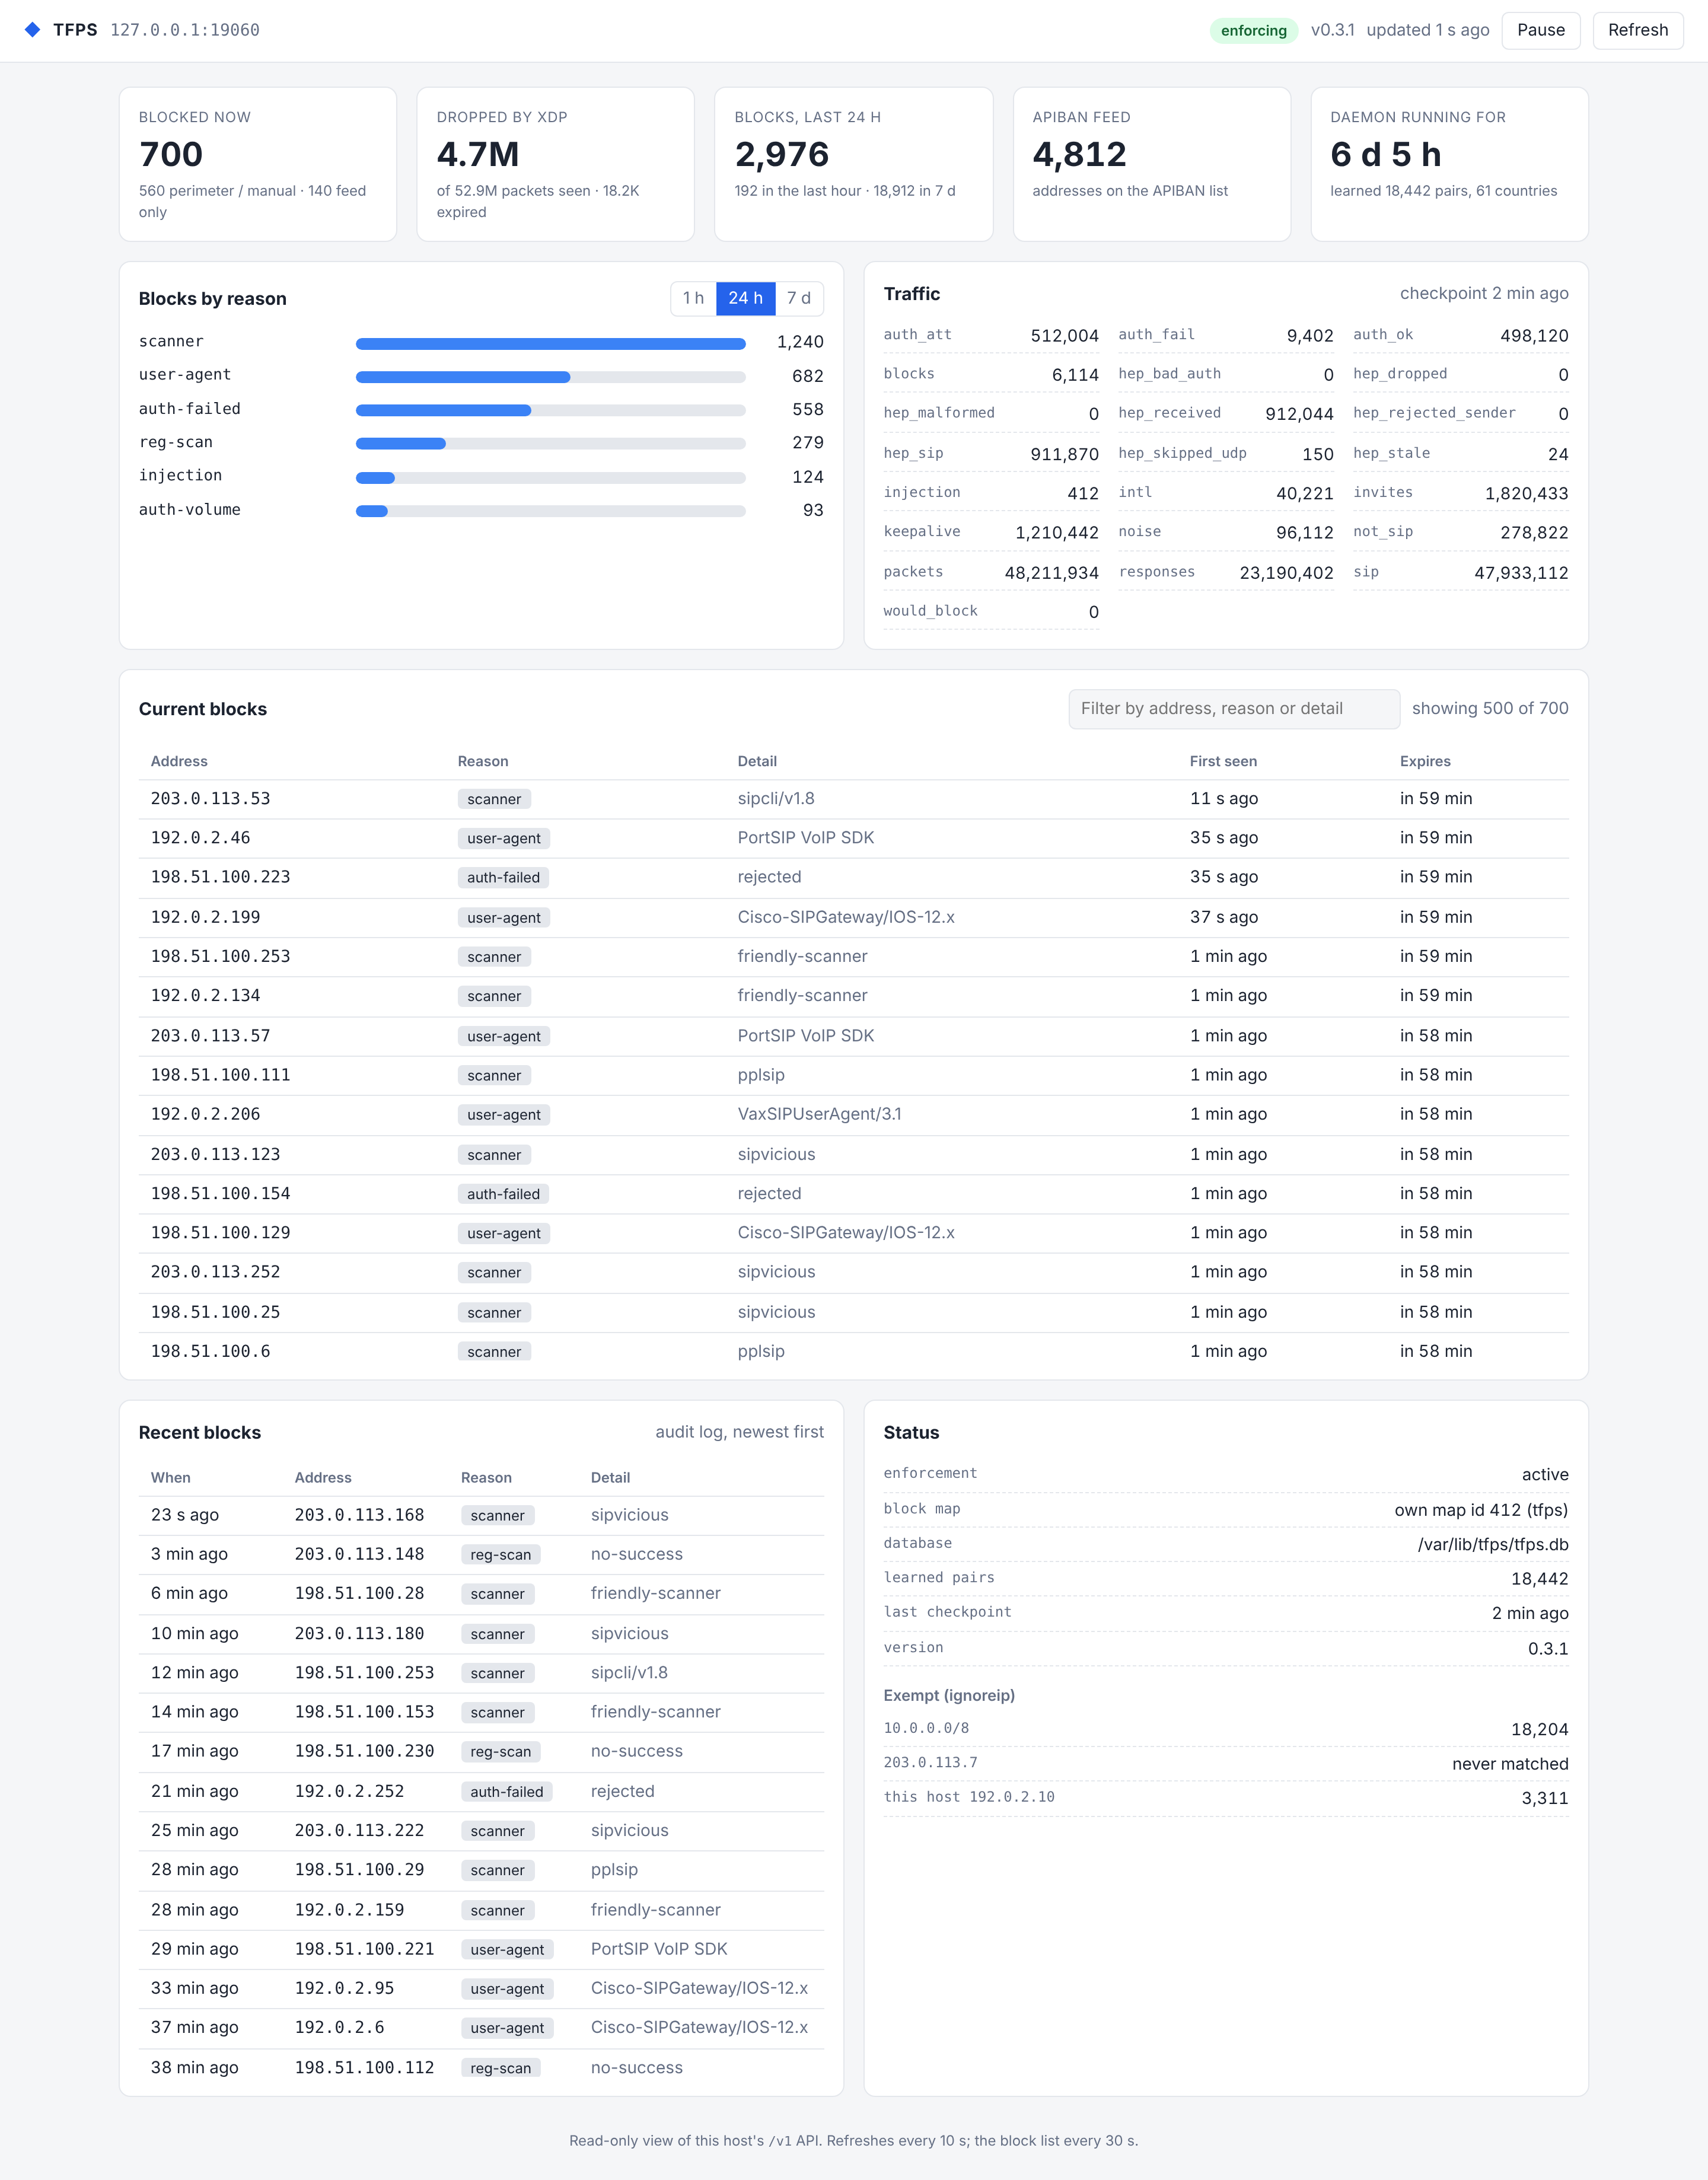 TFPS 127.0.0.1:19060 enforcing v0.3.1 updated 1 s ago Pause Refresh
BLOCKED NOW
700
560 perimeter / manual · 140 feed
only
DROPPED BY XDP
4.7M
of 52.9M packets seen · 18.2K
expired
BLOCKS, LAST 24 H
2,976
192 in the last hour · 18,912 in 7 d
APIBAN FEED
4,812
addresses on the APIBAN list
DAEMON RUNNING FOR
6 d 5 h
learned 18,442 pairs, 61 countries
Blocks by reason 1 h 24 h 7 d
scanner 1,240
user-agent 682
auth-failed 558
reg-scan 279
injection 124
auth-volume 93
Traffic checkpoint 2 min ago
auth_att 512,004 auth_fail 9,402 auth_ok 498,120
blocks 6,114 hep_bad_auth 0 hep_dropped 0
hep_malformed 0 hep_received 912,044 hep_rejected_sender 0
hep_sip 911,870 hep_skipped_udp 150 hep_stale 24
injection 412 intl 40,221 invites 1,820,433
keepalive 1,210,442 noise 96,112 not_sip 278,822
packets 48,211,934 responses 23,190,402 sip 47,933,112
would_block 0
Current blocks Filter by address, reason or detail showing 500 of 700
Address Reason Detail First seen Expires
203.0.113.53 scanner sipcli/v1.8 11 s ago in 59 min
192.0.2.46 user-agent PortSIP VoIP SDK 35 s ago in 59 min
198.51.100.223 auth-failed rejected 35 s ago in 59 min
192.0.2.199 user-agent Cisco-SIPGateway/IOS-12.x 37 s ago in 59 min
198.51.100.253 scanner friendly-scanner 1 min ago in 59 min
192.0.2.134 scanner friendly-scanner 1 min ago in 59 min
203.0.113.57 user-agent PortSIP VoIP SDK 1 min ago in 58 min
198.51.100.111 scanner pplsip 1 min ago in 58 min
192.0.2.206 user-agent VaxSIPUserAgent/3.1 1 min ago in 58 min
203.0.113.123 scanner sipvicious 1 min ago in 58 min
198.51.100.154 auth-failed rejected 1 min ago in 58 min
198.51.100.129 user-agent Cisco-SIPGateway/IOS-12.x 1 min ago in 58 min
203.0.113.252 scanner sipvicious 1 min ago in 58 min
198.51.100.25 scanner sipvicious 1 min ago in 58 min
198.51.100.6 scanner pplsip 1 min ago in 58 min
Recent blocks audit log, newest first
When Address Reason Detail
23 s ago 203.0.113.168 scanner sipvicious
3 min ago 203.0.113.148 reg-scan no-success
6 min ago 198.51.100.28 scanner friendly-scanner
10 min ago 203.0.113.180 scanner sipvicious
12 min ago 198.51.100.253 scanner sipcli/v1.8
14 min ago 198.51.100.153 scanner friendly-scanner
17 min ago 198.51.100.230 reg-scan no-success
21 min ago 192.0.2.252 auth-failed rejected
25 min ago 203.0.113.222 scanner sipvicious
28 min ago 198.51.100.29 scanner pplsip
28 min ago 192.0.2.159 scanner friendly-scanner
29 min ago 198.51.100.221 user-agent PortSIP VoIP SDK
33 min ago 192.0.2.95 user-agent Cisco-SIPGateway/IOS-12.x
37 min ago 192.0.2.6 user-agent Cisco-SIPGateway/IOS-12.x
38 min ago 198.51.100.112 reg-scan no-success
Status
enforcement active
block map own map id 412 (tfps)
database /var/lib/tfps/tfps.db
learned pairs 18,442
last checkpoint 2 min ago
version 0.3.1
Exempt (ignoreip)
10.0.0.0/8 18,204
203.0.113.7 never matched
this host 192.0.2.10 3,311
Read-only view of this host's /v1 API. Refreshes every 10 s; the block list every 30 s.